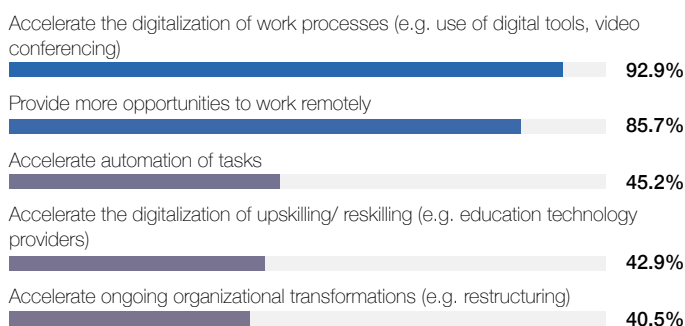 Accelerate the digitalization of work processes (e.g. use of digital tools, video
conferencing)
92.9%
Provide more opportunities to work remotely
85.7%
Accelerate automation of tasks
45.2%
Accelerate the digitalization of upskilling/ reskilling (e.g. education technology
providers)
42.9%
Accelerate ongoing organizational transformations (e.g. restructuring)
40.5%